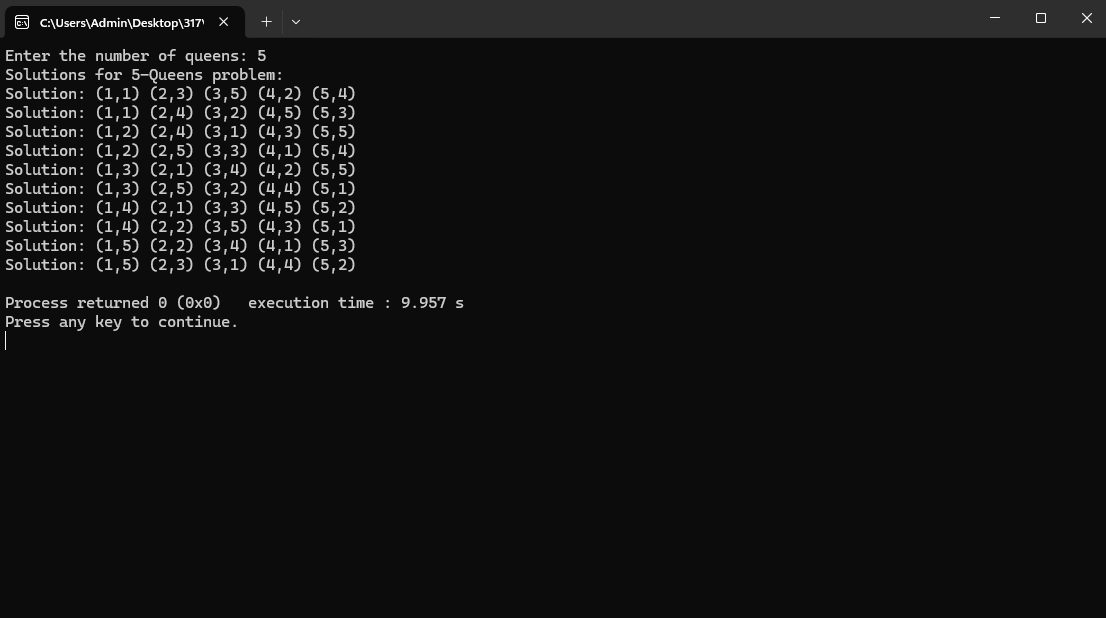 C:\Users\Admin\Desktop\317\
Enter the number of queens: 5
Solutions for 5-Queens problem:
Solution: (1,1) (2,3) (3,5) (4,2) (5,4)
Solution: (1,1) (2,4) (3,2) (4,5) (5,3)
Solution: (1,2) (2,4) (3,1) (4,3) (5,5)
Solution: (1,2) (2,5) (3,3) (4,1) (5,4)
Solution: (1,3) (2,1) (3,4) (4,2) (5,5)
Solution: (1,3) (2,5) (3,2) (4,4) (5,1)
Solution: (1,4) (2,1) (3,3) (4,5) (5,2)
Solution: (1,4) (2,2) (3,5) (4,3) (5,1)
Solution: (1,5) (2,2) (3,4) (4,1) (5,3)
Solution: (1,5) (2,3) (3,1) (4,4) (5,2)
Process returned 0 (0x0)   execution time : 9.957 s
Press any key to continue.